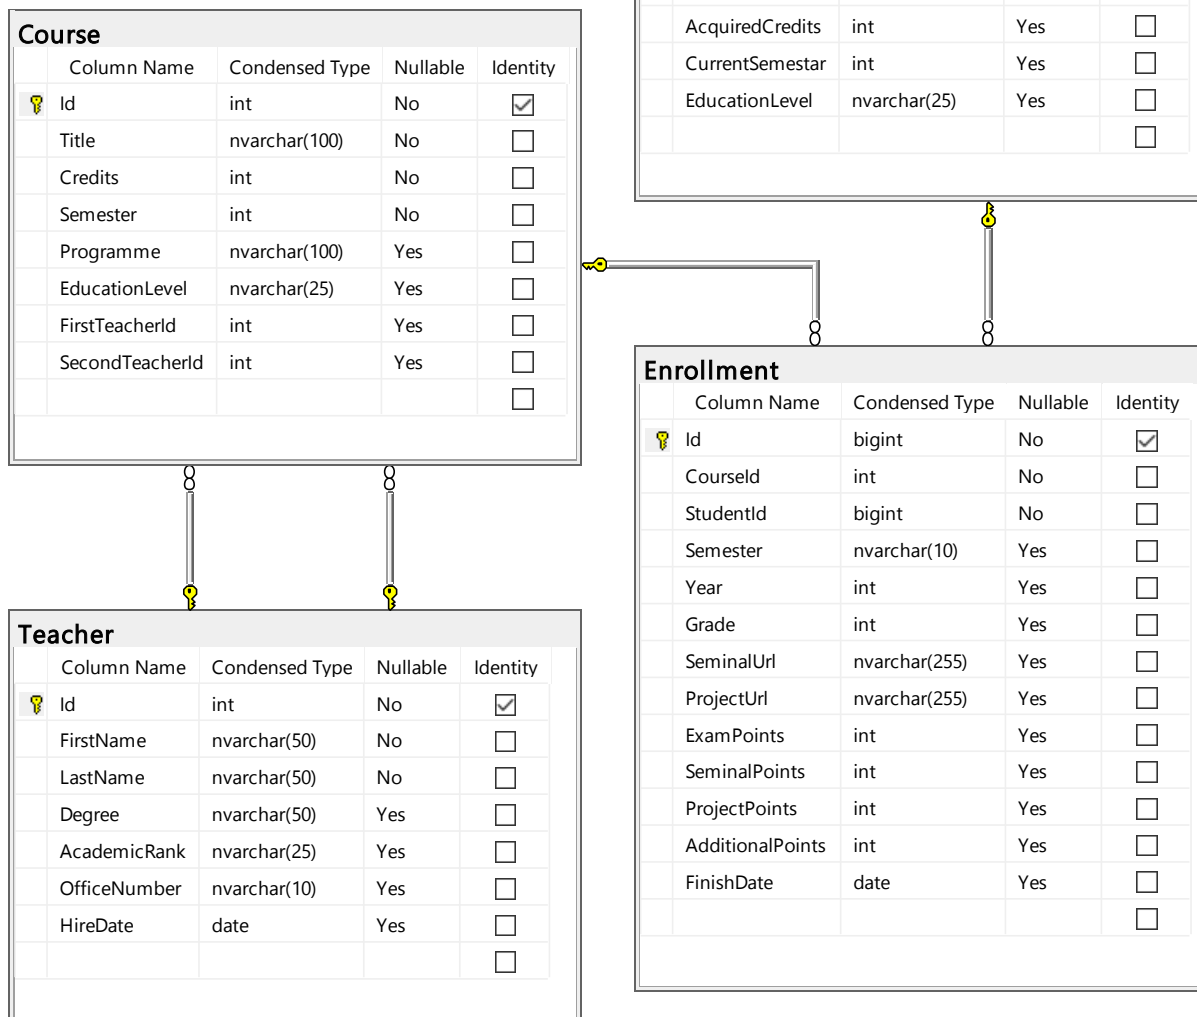 Course
Column Name Condensed Type Nullable Identity
Id int No
Title nvarchar(100) No
Credits int No
Semester int No
Programme nvarchar(100) Yes
EducationLevel nvarchar(25) Yes
FirstTeacherId int Yes
SecondTeacherId int Yes
AcquiredCredits int Yes
CurrentSemestar int Yes
EducationLevel nvarchar(25) Yes
Teacher
Column Name Condensed Type Nullable Identity
Id int No
FirstName nvarchar(50) No
LastName nvarchar(50) No
Degree nvarchar(50) Yes
AcademicRank nvarchar(25) Yes
OfficeNumber nvarchar(10) Yes
HireDate date Yes
Enrollment
Column Name Condensed Type Nullable Identity
Id bigint No
CourseId int No
StudentId bigint No
Semester nvarchar(10) Yes
Year int Yes
Grade int Yes
SeminalUrl nvarchar(255) Yes
ProjectUrl nvarchar(255) Yes
ExamPoints int Yes
SeminalPoints int Yes
ProjectPoints int Yes
AdditionalPoints int Yes
FinishDate date Yes